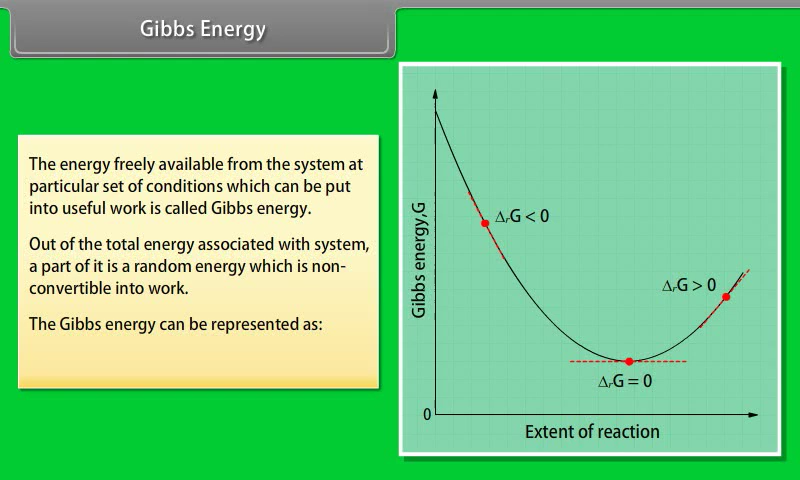 Gibbs Energy
The energy freely available from the system at
particular set of conditions which can be put
into useful work is called Gibbs energy.
Out of the total energy associated with system,
a part of it is a random energy which is non-
convertible into work.
The Gibbs energy can be represented as:
Gibbs energy,G
ΔᵣG < 0
ΔᵣG > 0
ΔᵣG = 0
0
Extent of reaction